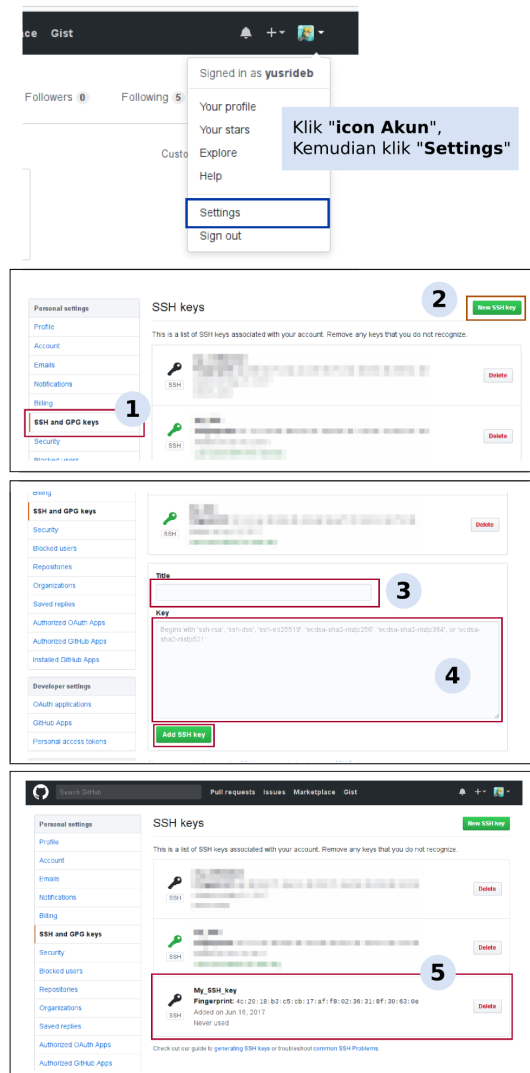 ce Gist
Signed in as yusrideb
Followers 0 Following 5
Your profile
Your stars
Klik "icon Akun",
Kemudian klik "Settings"
Custo
Explore
Help
Settings
Sign out
2
Personal settings
SSH keys
New SSH key
Profile
This is a list of SSH keys associated with your account. Remove any keys that you do not recognize.
Account
Emails
Notifications
SSH
Delete
Billing
1
SSH and GPG keys
Security
SSH
Delete
Blocked users
Billing
SSH and GPG keys
Security
SSH
Delete
Blocked users
Repositories
Organizations
Saved replies
Authorized OAuth Apps
Authorized GitHub Apps
Installed GitHub Apps
Title
3
Key
Begins with 'ssh-rsa', 'ssh-dss', 'ssh-ed25519', 'ecdsa-sha2-nistp256', 'ecdsa-sha2-nistp384', or 'ecdsa-
sha2-nistp521'
4
Developer settings
OAuth applications
GitHub Apps
Personal access tokens
Add SSH key
Search GitHub
Pull requests Issues Marketplace Gist
Personal settings
SSH keys
New SSH key
Profile
This is a list of SSH keys associated with your account. Remove any keys that you do not recognize.
Account
Emails
Notifications
SSH
Delete
Billing
SSH and GPG keys
Security
SSH
Delete
Blocked users
Repositories
Organizations
Saved replies
Authorized OAuth Apps
Authorized GitHub Apps
5
My_SSH_key
Fingerprint: 4c:20:18:b3:c5:cb:17:af:f8:02:36:31:8f:30:63:0e
Added on Jun 16, 2017
Never used
SSH
Delete
Check out our guide to generating SSH keys or troubleshoot common SSH Problems.